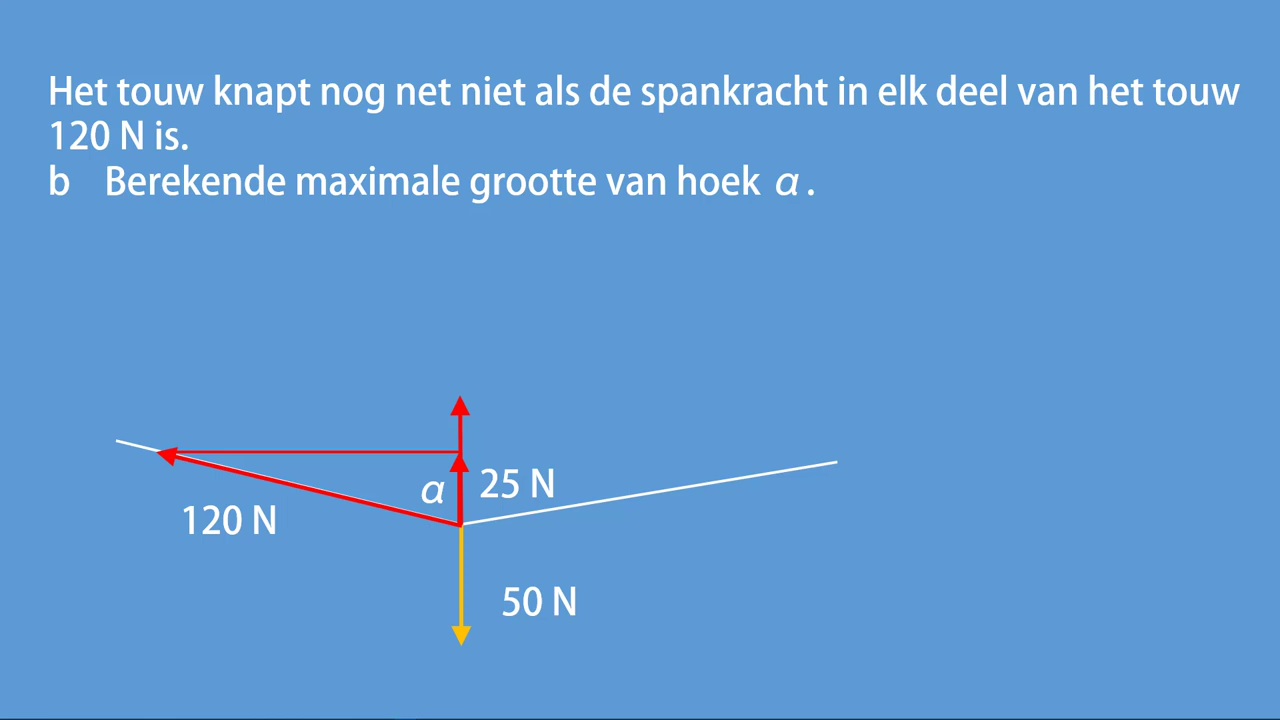 Het touw knapt nog net niet als de spankracht in elk deel van het touw
120 N is.
b Berekende maximale grootte van hoek α.
α
25 N
120 N
50 N